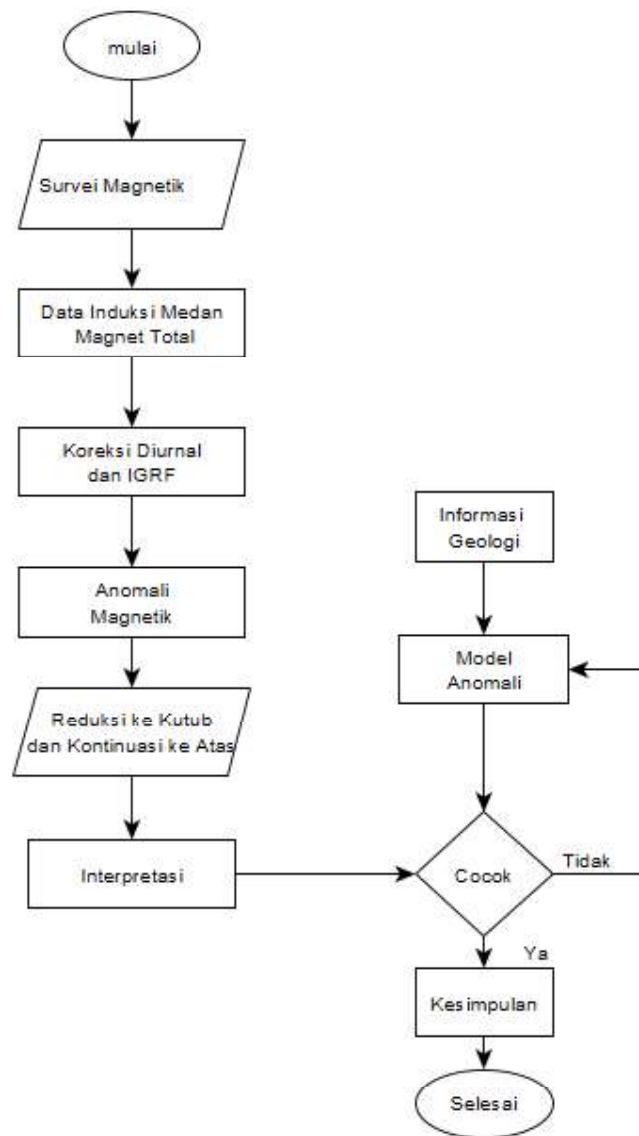 mulai
Survei Magnetik
Data Induksi Medan
Magnet Total
Koreksi Diurnal
dan IGRF
Anomali
Magnetik
Reduksi ke Kutub
dan Kontinuasi ke Atas
Interpretasi
Informasi
Geologi
Model
Anomali
Cocok
Tidak
Ya
Kesimpulan
Selesai